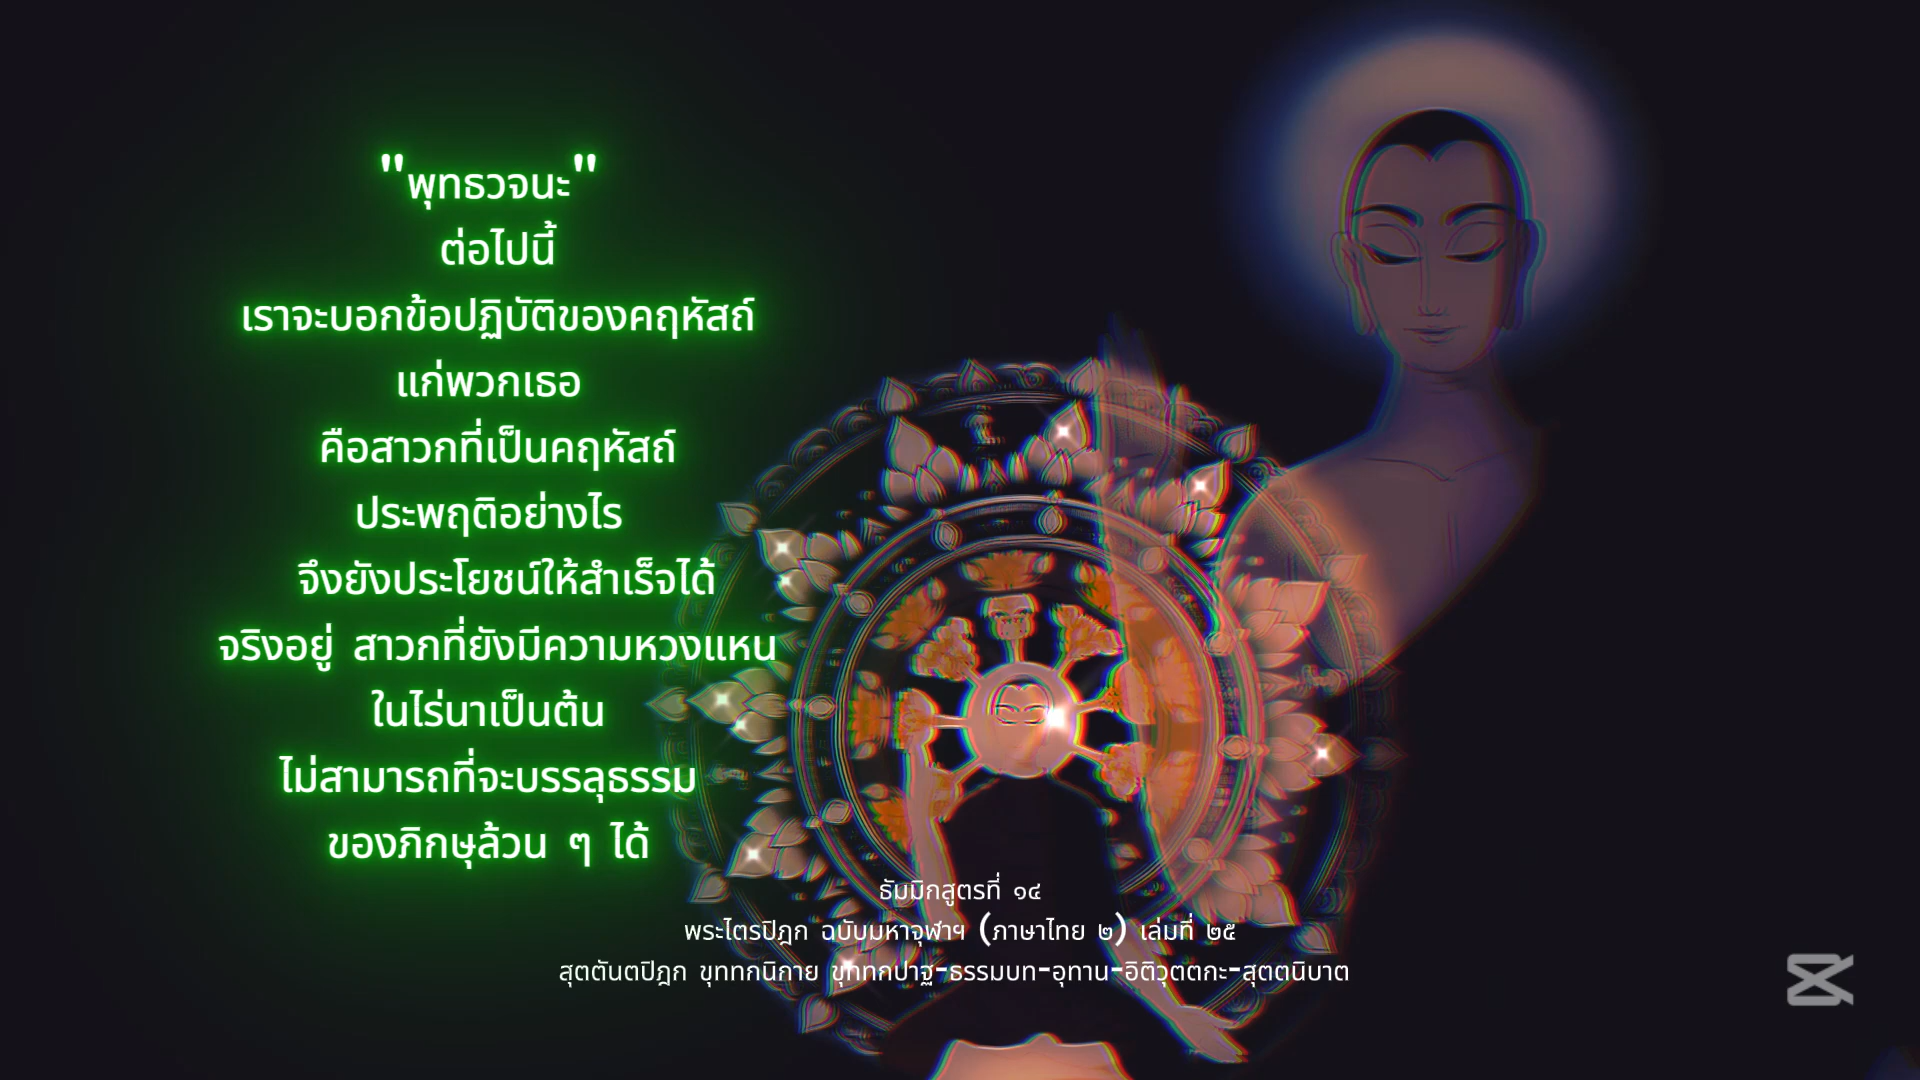 "พุทธวจนะ"
ต่อไปนี้
เราจะบอกข้อปฏิบัติของคฤหัสถ์
แก่พวกเธอ
คือสาวกที่เป็นคฤหัสถ์
ประพฤติอย่างไร
จึงยังประโยชน์ให้สำเร็จได้
จริงอยู่ สาวกที่ยังมีความหวงแหน
ในไร่นาเป็นต้น
ไม่สามารถที่จะบรรลุธรรม
ของภิกษุล้วน ๆ ได้
ธัมมิกสูตรที่ ๑๔
พระไตรปิฎก ฉบับมหาจุฬาฯ (ภาษาไทย ๒) เล่มที่ ๒๕
สุตตันตปิฎก ขุททกนิกาย ขุททกปาฐ-ธรรมบท-อุทาน-อิติวุตตกะ-สุตตนิบาต